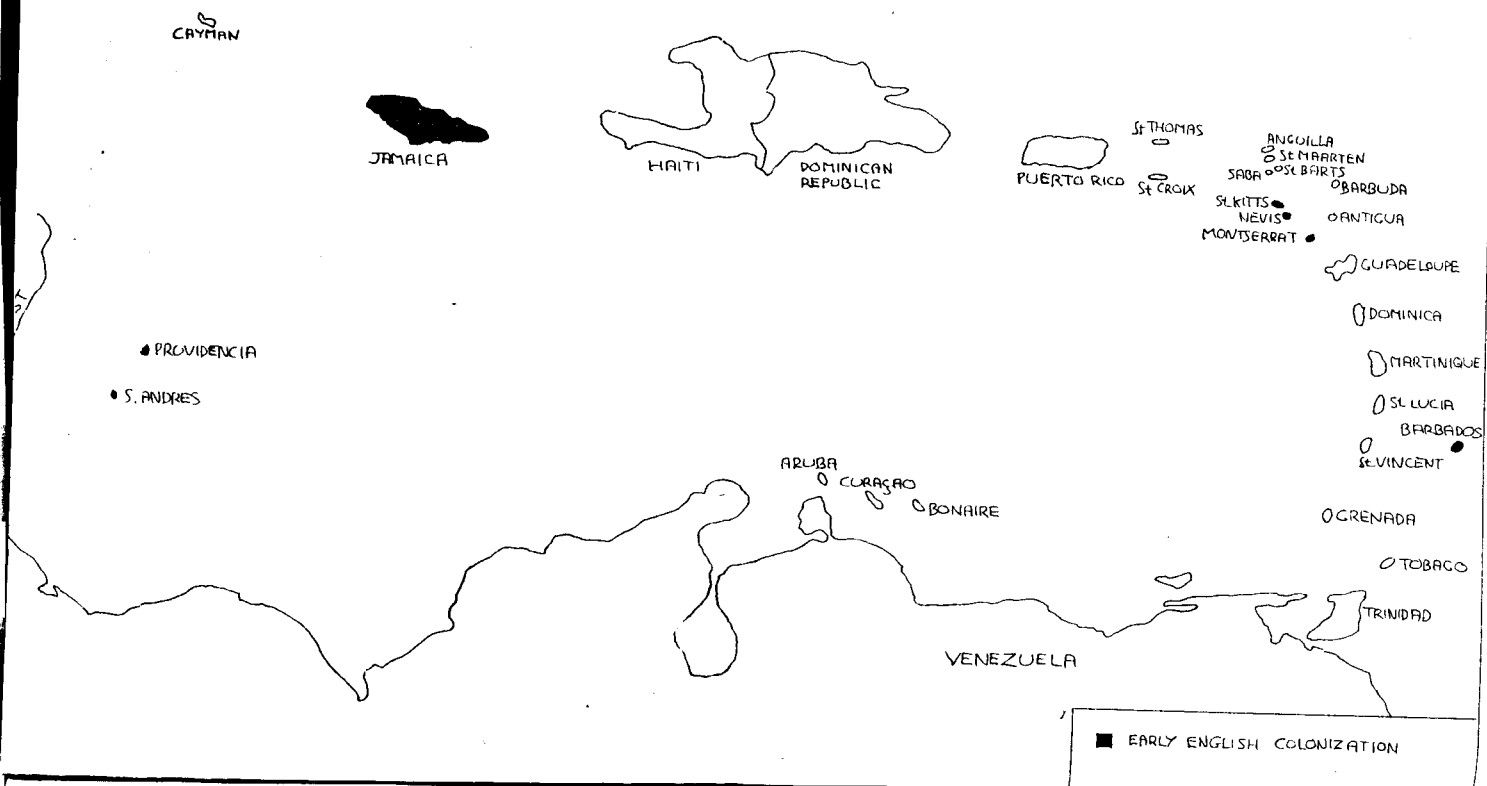 CAYMAN
JAMAICA
HAITI
DOMINICAN
REPUBLIC
PUERTO RICO
St THOMAS
St CROIX
ANGUILLA
St MAARTEN
SABA
St BARTS
BARBUDA
St. KITTS
NEVIS
ANTIGUA
MONTSERRAT
GUADELOUPE
DOMINICA
MARTINIQUE
St LUCIA
BARBADOS
St. VINCENT
PROVIDENCIA
S. ANDRES
ARUBA
CURAÇAO
BONAIRE
GRENADA
TOBAGO
TRINIDAD
VENEZUELA
EARLY ENGLISH COLONIZATION